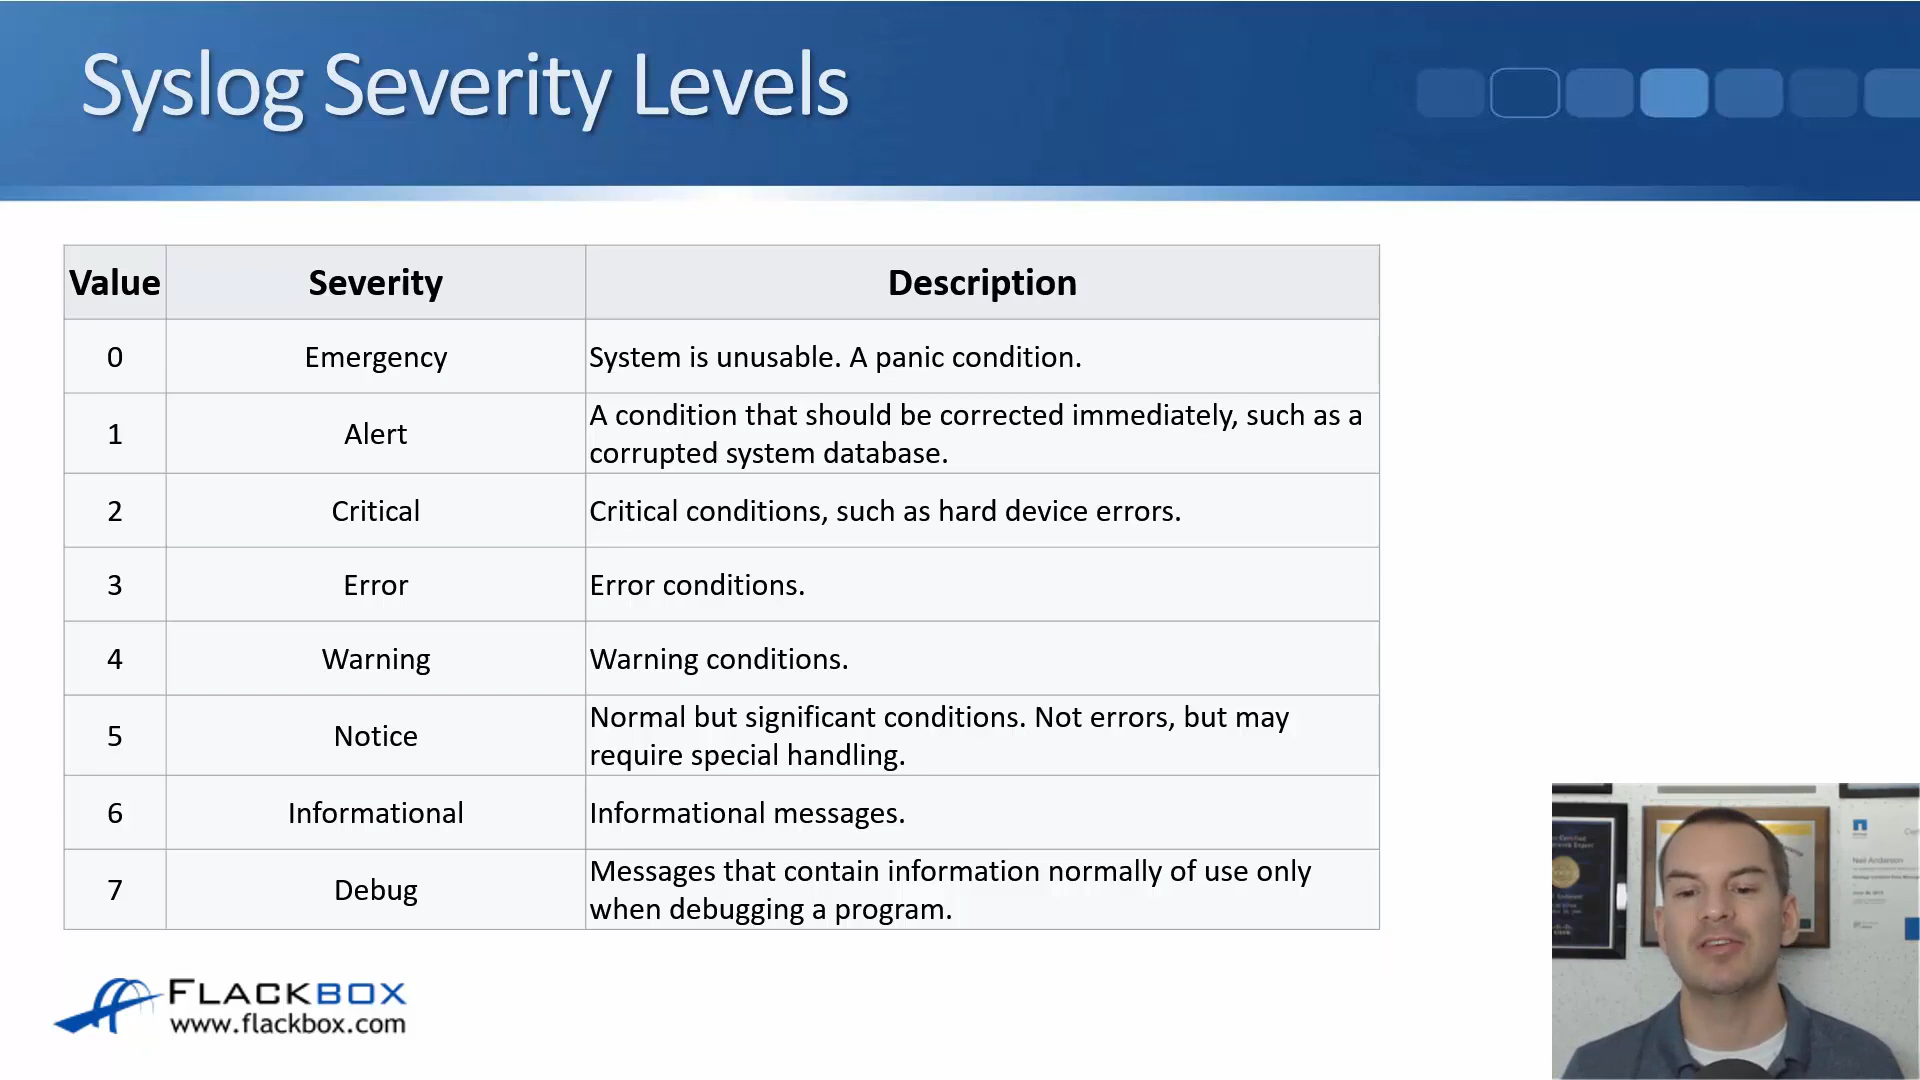 Syslog Severity Levels
Value Severity Description
0 Emergency System is unusable. A panic condition.
1 Alert A condition that should be corrected immediately, such as a
corrupted system database.
2 Critical Critical conditions, such as hard device errors.
3 Error Error conditions.
4 Warning Warning conditions.
5 Notice Normal but significant conditions. Not errors, but may
require special handling.
6 Informational Informational messages.
7 Debug Messages that contain information normally of use only
when debugging a program.
FLACKBOX
www.flackbox.com
Neil Anderson